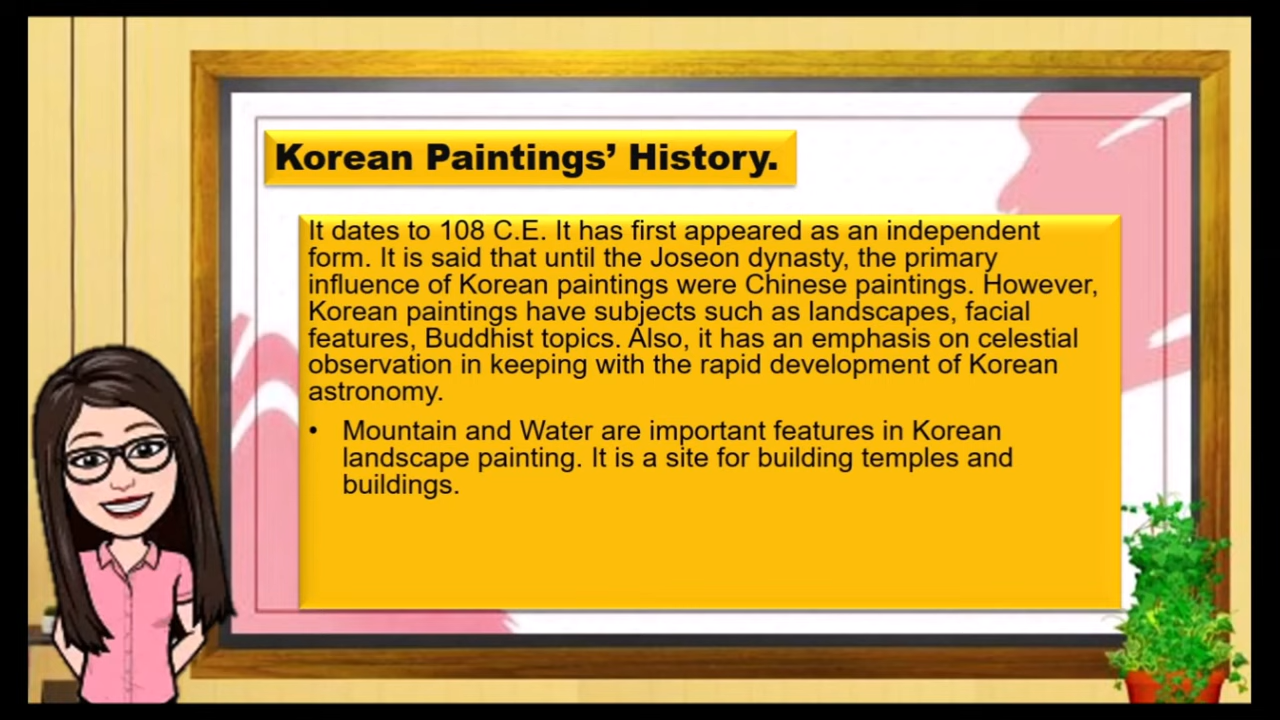 Korean Paintings’ History.
It dates to 108 C.E. It has first appeared as an independent
form. It is said that until the Joseon dynasty, the primary
influence of Korean paintings were Chinese paintings. However,
Korean paintings have subjects such as landscapes, facial
features, Buddhist topics. Also, it has an emphasis on celestial
observation in keeping with the rapid development of Korean
astronomy.
• Mountain and Water are important features in Korean
landscape painting. It is a site for building temples and
buildings.